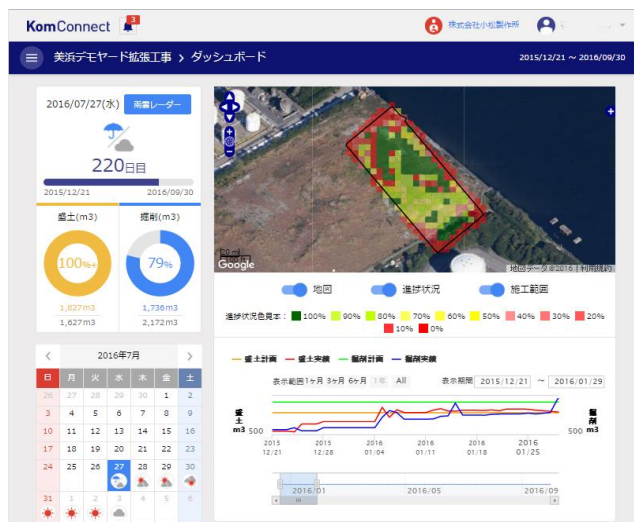 KomConnect
3
株式会社小松製作所
美浜デモヤード拡張工事 > ダッシュボード
2015/12/21 ～ 2016/09/30
2016/07/27(水)
雨雲レーダー
220日目
2015/12/21
2016/09/30
盛土(m3)
掘削(m3)
100%+
79%
1,827m3
1,736m3
1,627m3
2,172m3
2016年7月
日 月 火 水 木 金 土
26 27 28 29 30 1 2
3 4 5 6 7 8 9
10 11 12 13 14 15 16
17 18 19 20 21 22 23
24 25 26 27 28 29 30
31 1 2 3 4 5 6
Google
地図データ ©2016 利用規約
地図
進捗状況
施工範囲
進捗状況色見本：
100% 90% 80% 70% 60% 50% 40% 30% 20%
10% 0%
盛土計画 盛土実績 掘削計画 掘削実績
表示範囲 1ヶ月 3ヶ月 6ヶ月 1年 All
表示期間 2015/12/21 ～ 2016/01/29
盛土 m3
500
掘削 m3
500
2015 12/21
2015 12/28
2016 01/04
2016 01/11
2016 01/18
2016 01/25
2016/01
2016/05
2016/09